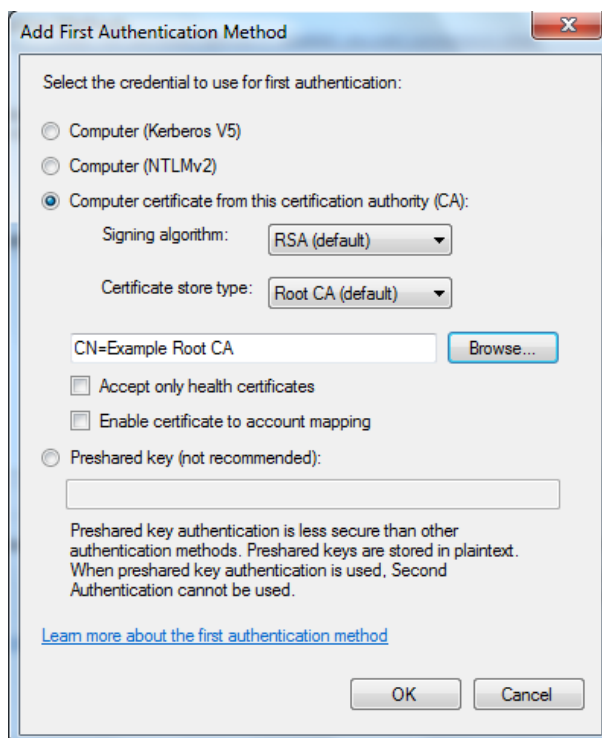 Add First Authentication Method
Select the credential to use for first authentication:
Computer (Kerberos V5)
Computer (NTLMv2)
Computer certificate from this certification authority (CA):
Signing algorithm: RSA (default)
Certificate store type: Root CA (default)
CN=Example Root CA Browse...
Accept only health certificates
Enable certificate to account mapping
Preshared key (not recommended):
Preshared key authentication is less secure than other
authentication methods. Preshared keys are stored in plaintext.
When preshared key authentication is used, Second
Authentication cannot be used.
Learn more about the first authentication method
OK Cancel